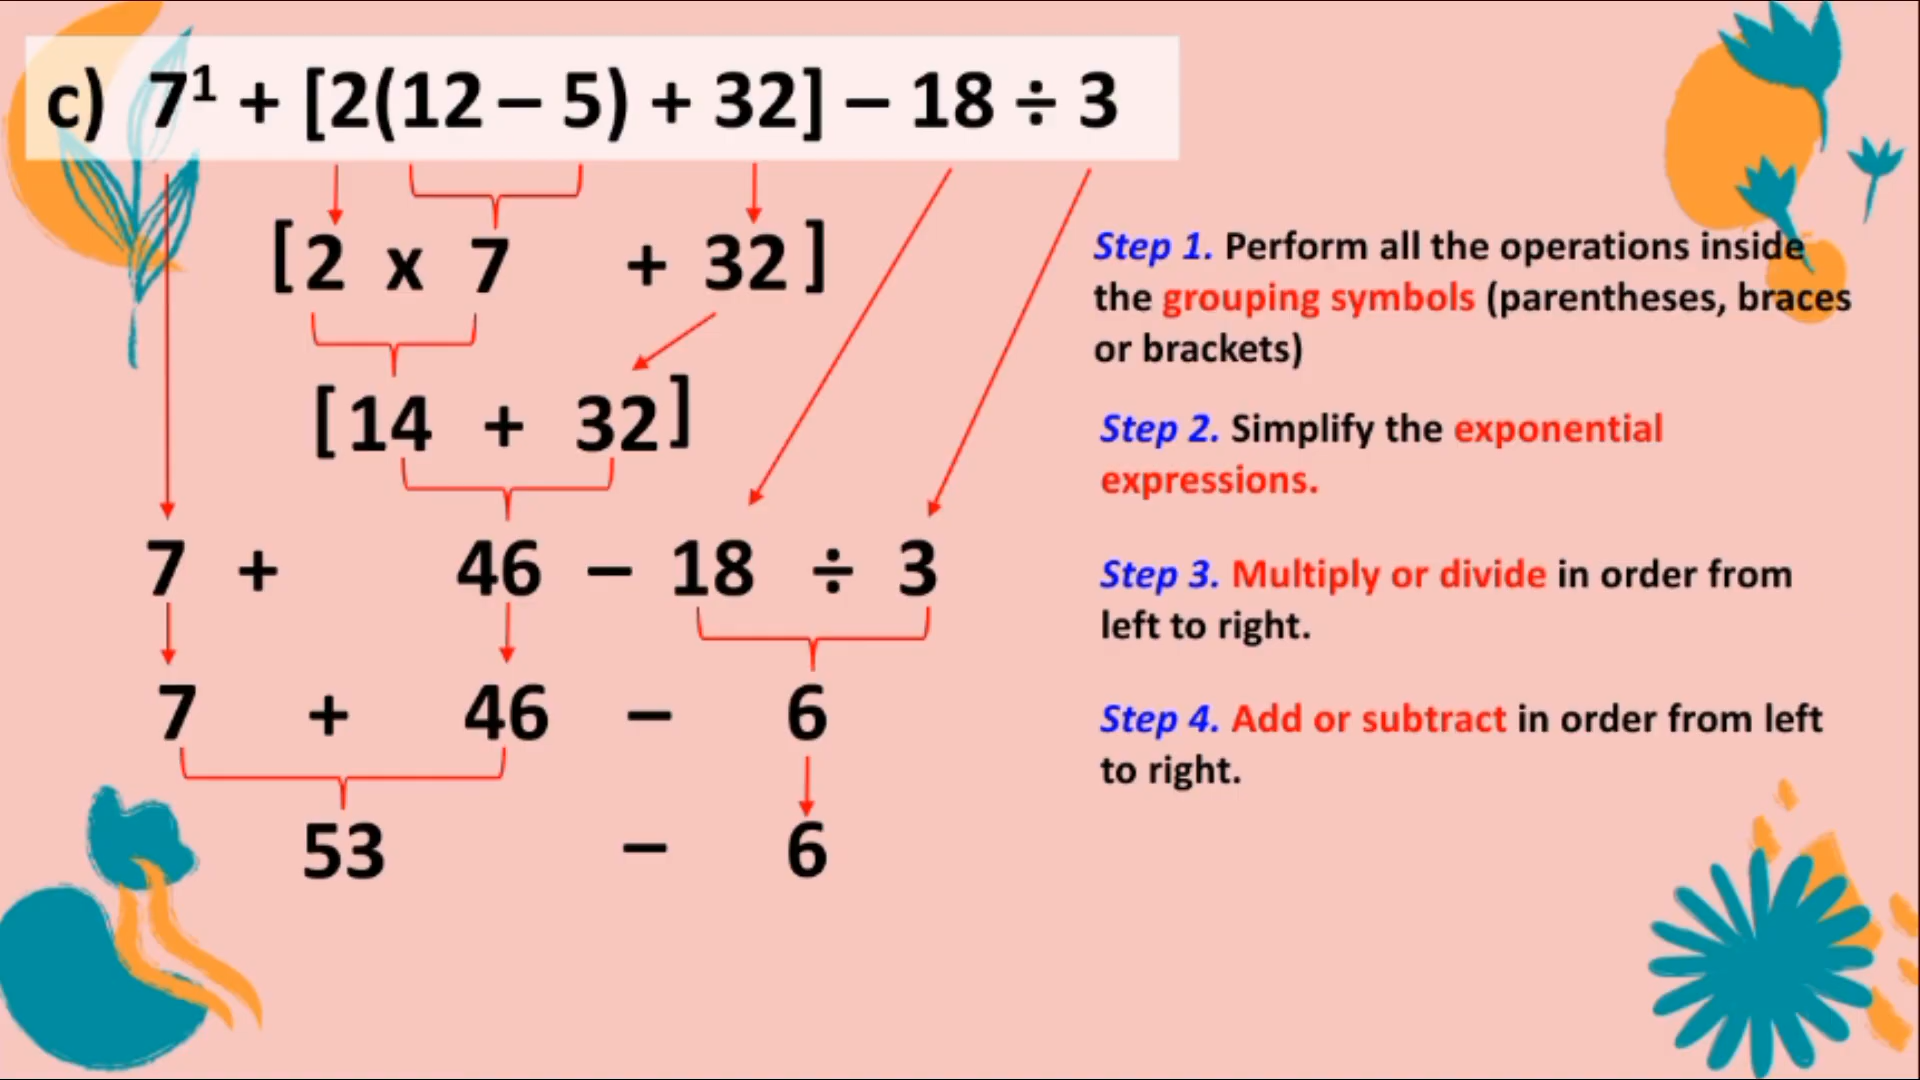 c) 7¹ + [2(12 – 5) + 32] – 18 ÷ 3
[2 x 7 + 32]
[14 + 32]
7 + 46 – 18 ÷ 3
7 + 46 – 6
53 – 6
Step 1. Perform all the operations inside
the grouping symbols (parentheses, braces
or brackets)
Step 2. Simplify the exponential
expressions.
Step 3. Multiply or divide in order from
left to right.
Step 4. Add or subtract in order from left
to right.